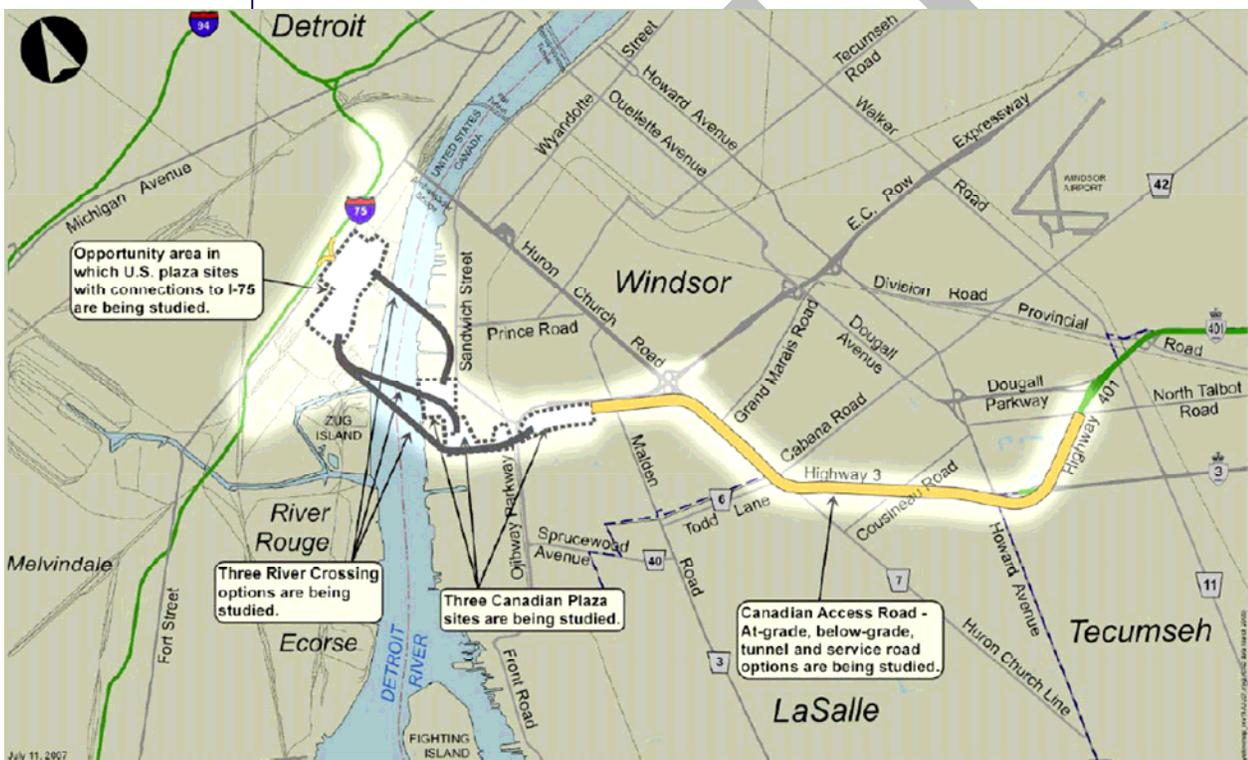 94
Detroit
Street
Tecumseh
Road
Howard Avenue
Ouellette Avenue
Wyandotte
Walker
Road
Expressway
E.C. Row
UNITED STATES
CANADA
WINDSOR
AIRPORT
42
Michigan Avenue
75
Opportunity area in
which U.S. plaza sites
with connections to I-75
are being studied.
Sandwich Street
Huron
Church
Road
Windsor
Prince Road
Division Road
Provincial
Road
401
Grand Marais Road
Dougall
Avenue
Dougall
Parkway
North Talbot
Road
Highway 401
ZUG
ISLAND
Malden
Road
Cabana Road
Highway 3
Cousineau Road
3
6
Todd Lane
Ojibway Parkway
River
Rouge
Sprucewood
Avenue
40
Melvindale
Three River Crossing
options are being
studied.
Three Canadian Plaza
sites are being studied.
7
Howard Avenue
11
Canadian Access Road -
At-grade, below-grade,
tunnel and service road
options are being studied.
Tecumseh
Fort Street
Ecorse
DETROIT
RIVER
Front Road
3
Huron Church Line
LaSalle
FIGHTING
ISLAND
July 11, 2007